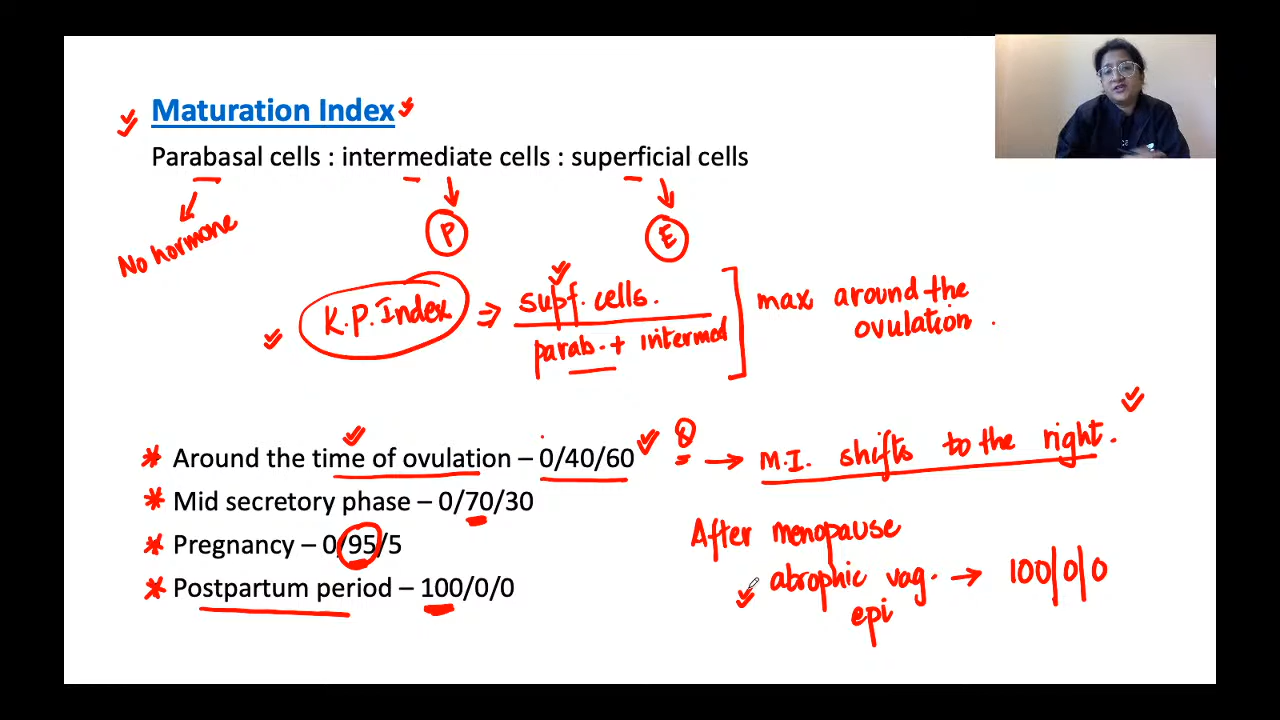 Maturation Index
Parabasal cells : intermediate cells : superficial cells
No hormone
P
E
K.P. Index => supf. cells.
parab. + intermed
max around the
ovulation.
Around the time of ovulation – 0/40/60
Q → M.I. shifts to the right.
Mid secretory phase – 0/70/30
Pregnancy – 0/95/5
Postpartum period – 100/0/0
After menopause
atrophic vag. → 100/0/0
epi